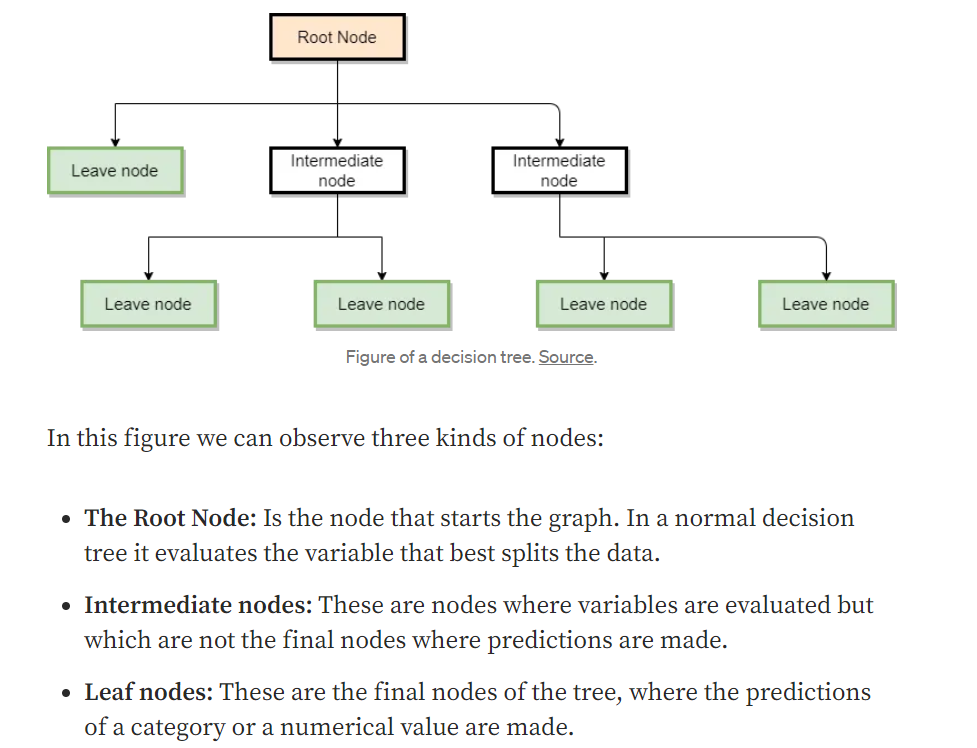 Root Node
Leave node
Intermediate
node
Intermediate
node
Leave node
Leave node
Leave node
Leave node
Figure of a decision tree. Source.
In this figure we can observe three kinds of nodes:
• The Root Node: Is the node that starts the graph. In a normal decision
tree it evaluates the variable that best splits the data.
• Intermediate nodes: These are nodes where variables are evaluated but
which are not the final nodes where predictions are made.
• Leaf nodes: These are the final nodes of the tree, where the predictions
of a category or a numerical value are made.